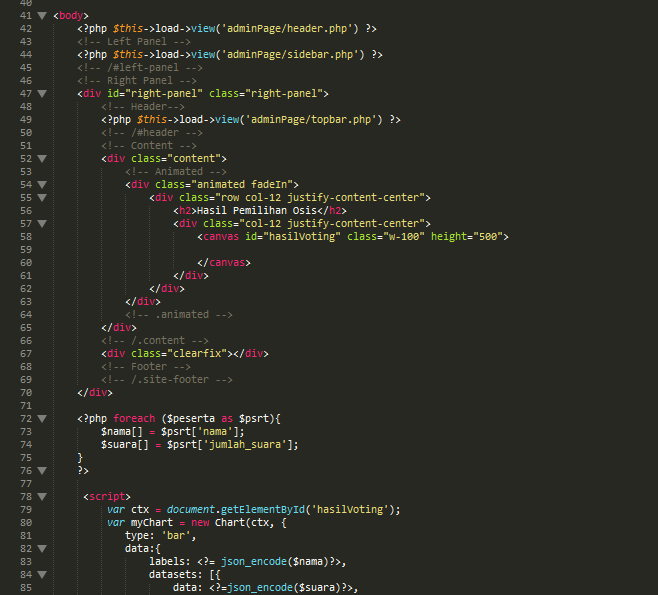 40
41 <body>
42 <?php $this->load->view('adminPage/header.php') ?>
43 <!-- Left Panel -->
44 <?php $this->load->view('adminPage/sidebar.php') ?>
45 <!-- /#left-panel -->
46 <!-- Right Panel -->
47 <div id="right-panel" class="right-panel">
48 <!-- Header-->
49 <?php $this->load->view('adminPage/topbar.php') ?>
50 <!-- /#header -->
51 <!-- Content -->
52 <div class="content">
53 <!-- Animated -->
54 <div class="animated fadeIn">
55 <div class="row col-12 justify-content-center">
56 <h2>Hasil Pemilihan Osis</h2>
57 <div class="col-12 justify-content-center">
58 <canvas id="hasilVoting" class="w-100" height="500">
59
60 </canvas>
61 </div>
62 </div>
63 </div>
64 <!-- .animated -->
65 </div>
66 <!-- /.content -->
67 <div class="clearfix"></div>
68 <!-- Footer -->
69 <!-- /.site-footer -->
70 </div>
71
72 <?php foreach ($peserta as $psrt){
73 $nama[] = $psrt['nama'];
74 $suara[] = $psrt['jumlah_suara'];
75 }
76 ?>
77
78 <script>
79 var ctx = document.getElementById('hasilVoting');
80 var myChart = new Chart(ctx, {
81 type: 'bar',
82 data:{
83 labels: <?= json_encode($nama)?>,
84 datasets: [{
85 data: <?=json_encode($suara)?>,